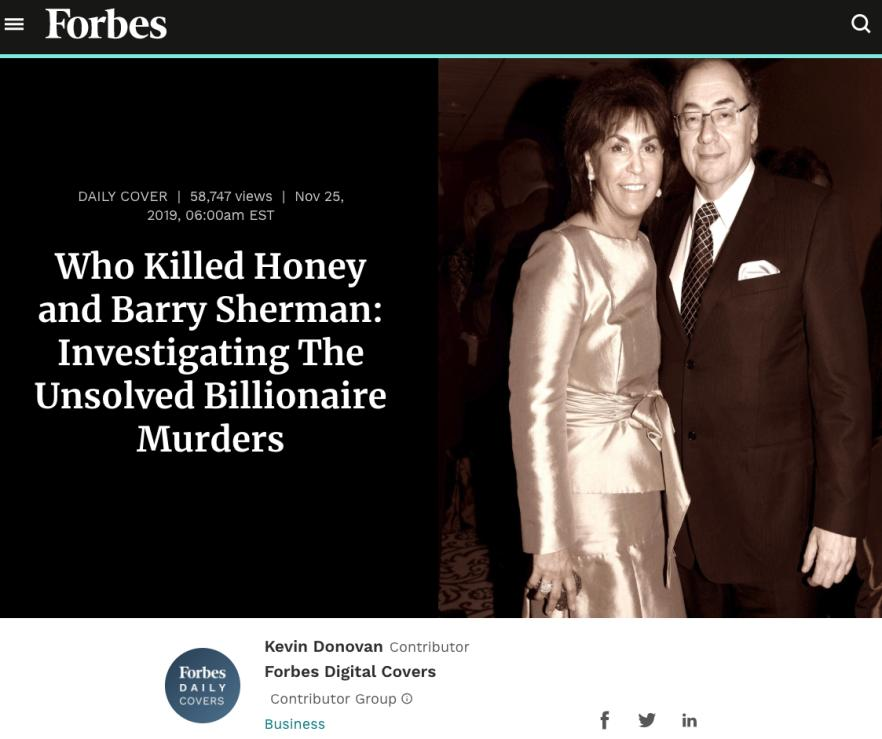 Forbes
DAILY COVER | 58,747 views | Nov 25,
2019, 06:00am EST
Who Killed Honey
and Barry Sherman:
Investigating The
Unsolved Billionaire
Murders
Forbes
DAILY
COVERS
Kevin Donovan Contributor
Forbes Digital Covers
Contributor Group
Business